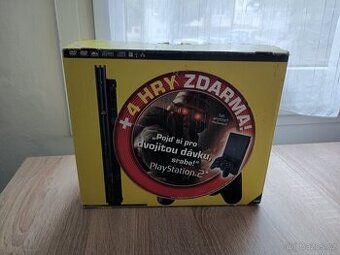 + 4 HRY ZDARMA!
„Pojď si pro
dvojitou dávku,
srabe!“
PlayStation.2